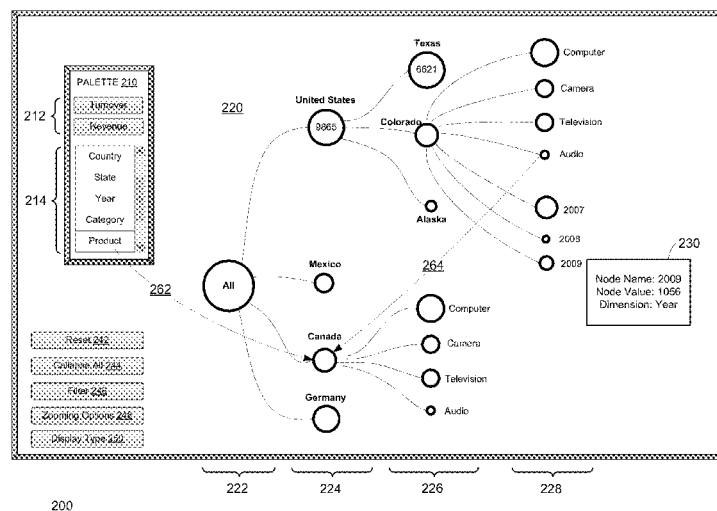 PALETTE 210
Turnover
Revenue
212
Country
State
Year
Category
Product
214
262
220
Texas
6621
United States
9865
Colorado
Alaska
All
Mexico
Canada
Germany
264
Computer
Camera
Television
Audio
2007
2008
2009
Computer
Camera
Television
Audio
230
Node Name: 2009
Node Value: 1056
Dimension: Year
Reset 242
Collapse All 244
Filter 246
Zooming Options 248
Display Type 250
222
224
226
228
200